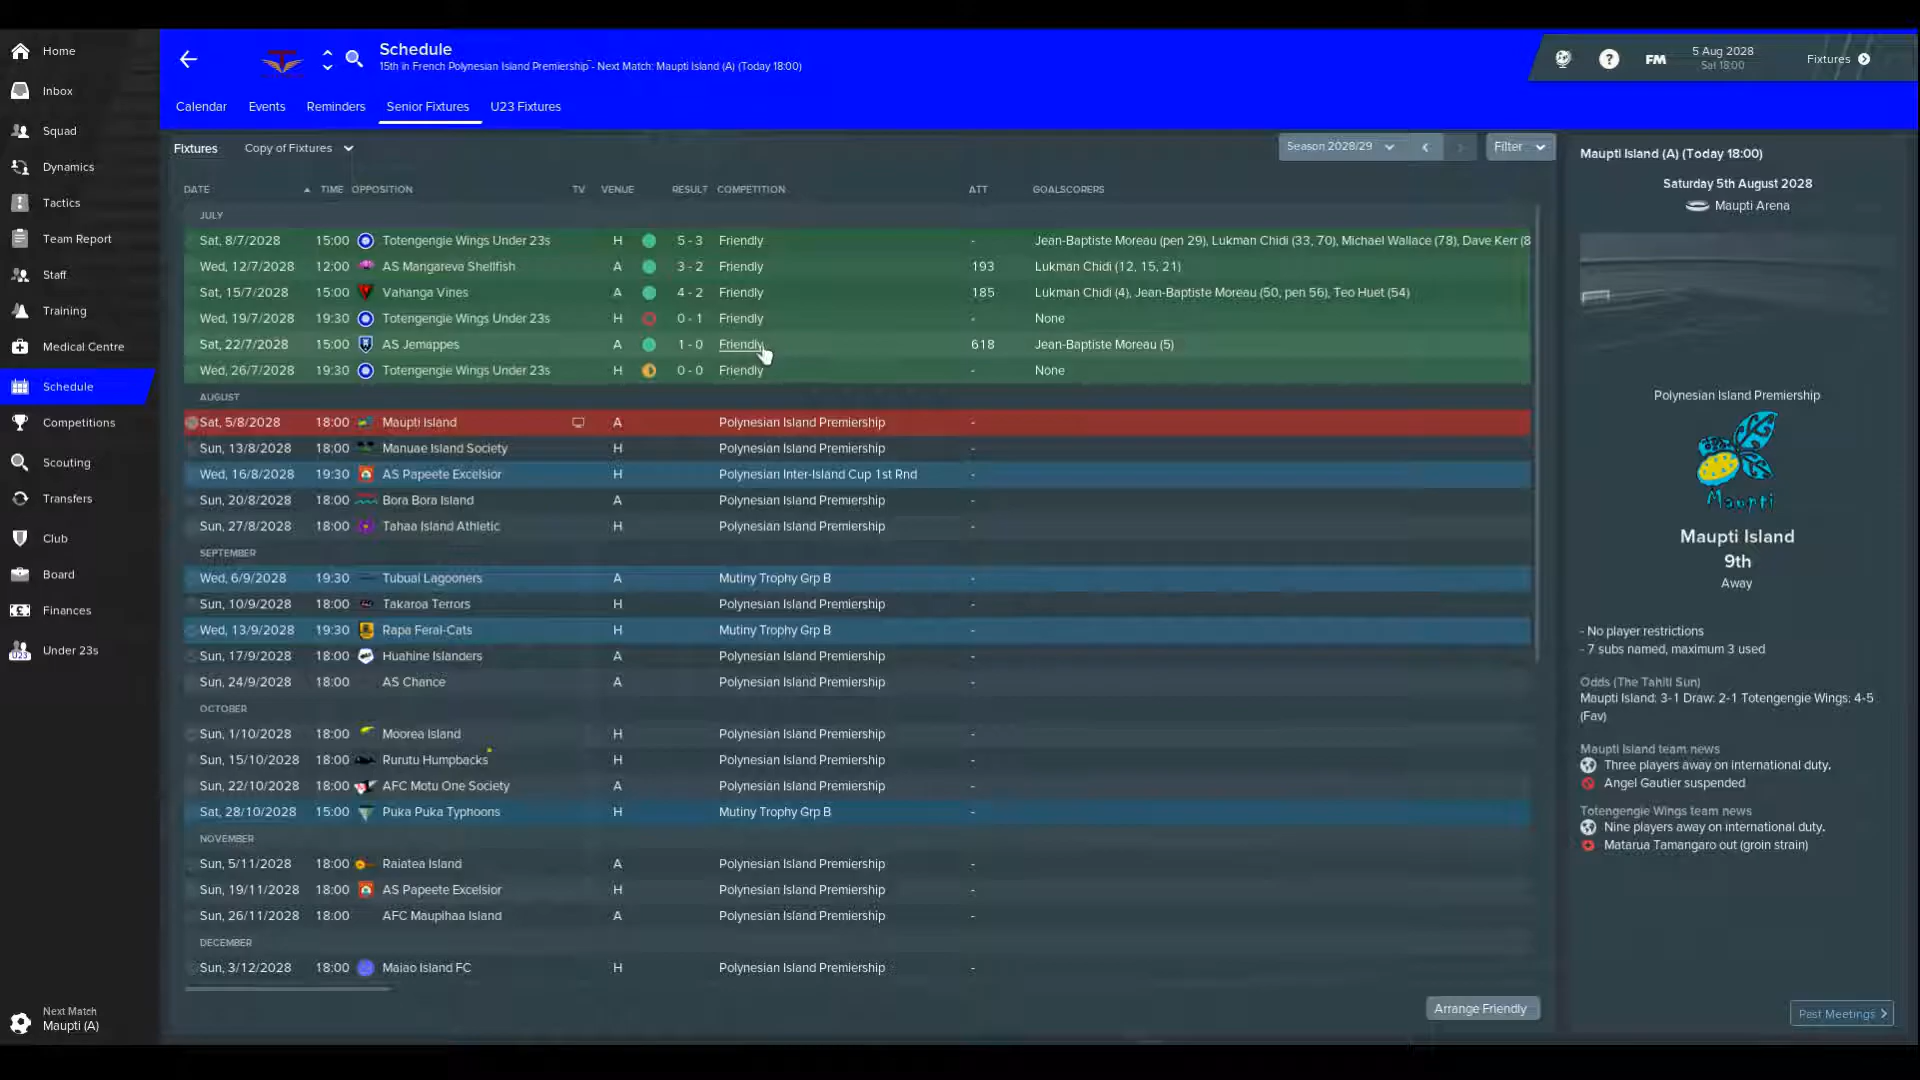 Home
Inbox
Squad
Dynamics
Tactics
Team Report
Staff
Training
Medical Centre
Schedule
Competitions
Scouting
Transfers
Club
Board
Finances
Under 23s
Next Match
Maupti (A)
Schedule
15th in French Polynesian Island Premiership - Next Match: Maupti Island (A) (Today 18:00)
FM
5 Aug 2028
Sat 18:00
Fixtures
Calendar Events Reminders Senior Fixtures U23 Fixtures
Fixtures Copy of Fixtures Season 2028/29 Filter
DATE TIME OPPOSITION TV VENUE RESULT COMPETITION ATT GOALSCORERS
JULY
Sat, 8/7/2028 15:00 Totengengie Wings Under 23s H 5 - 3 Friendly - Jean-Baptiste Moreau (pen 29), Lukman Chidi (33, 70), Michael Wallace (78), Dave Kerr (8
Wed, 12/7/2028 12:00 AS Mangareva Shellfish A 3 - 2 Friendly 193 Lukman Chidi (12, 15, 21)
Sat, 15/7/2028 15:00 Vahanga Vines A 4 - 2 Friendly 185 Lukman Chidi (4), Jean-Baptiste Moreau (50, pen 56), Teo Huet (54)
Wed, 19/7/2028 19:30 Totengengie Wings Under 23s H 0 - 1 Friendly - None
Sat, 22/7/2028 15:00 AS Jemappes A 1 - 0 Friendly 618 Jean-Baptiste Moreau (5)
Wed, 26/7/2028 19:30 Totengengie Wings Under 23s H 0 - 0 Friendly - None
AUGUST
Sat, 5/8/2028 18:00 Maupti Island A Polynesian Island Premiership -
Sun, 13/8/2028 18:00 Manuae Island Society H Polynesian Island Premiership -
Wed, 16/8/2028 19:30 AS Papeete Excelsior H Polynesian Inter-Island Cup 1st Rnd -
Sun, 20/8/2028 18:00 Bora Bora Island A Polynesian Island Premiership -
Sun, 27/8/2028 18:00 Tahaa Island Athletic H Polynesian Island Premiership -
SEPTEMBER
Wed, 6/9/2028 19:30 Tubuai Lagooners A Mutiny Trophy Grp B -
Sun, 10/9/2028 18:00 Takaroa Terrors H Polynesian Island Premiership -
Wed, 13/9/2028 19:30 Rapa Feral-Cats H Mutiny Trophy Grp B -
Sun, 17/9/2028 18:00 Huahine Islanders A Polynesian Island Premiership -
Sun, 24/9/2028 18:00 AS Chance A Polynesian Island Premiership -
OCTOBER
Sun, 1/10/2028 18:00 Moorea Island H Polynesian Island Premiership -
Sun, 15/10/2028 18:00 Rurutu Humpbacks H Polynesian Island Premiership -
Sun, 22/10/2028 18:00 AFC Motu One Society A Polynesian Island Premiership -
Sat, 28/10/2028 15:00 Puka Puka Typhoons H Mutiny Trophy Grp B -
NOVEMBER
Sun, 5/11/2028 18:00 Raiatea Island A Polynesian Island Premiership -
Sun, 19/11/2028 18:00 AS Papeete Excelsior H Polynesian Island Premiership -
Sun, 26/11/2028 18:00 AFC Maupihaa Island A Polynesian Island Premiership -
DECEMBER
Sun, 3/12/2028 18:00 Maiao Island FC H Polynesian Island Premiership -
Arrange Friendly
Maupti Island (A) (Today 18:00)
Saturday 5th August 2028
Maupti Arena
Polynesian Island Premiership
Maupti
Maupti Island
9th
Away
- No player restrictions
- 7 subs named, maximum 3 used
Odds (The Tahiti Sun)
Maupti Island: 3-1 Draw: 2-1 Totengengie Wings: 4-5
(Fav)
Maupti Island team news
Three players away on international duty.
Angel Gautier suspended
Totengengie Wings team news
Nine players away on international duty.
Matarua Tamangaro out (groin strain)
Past Meetings